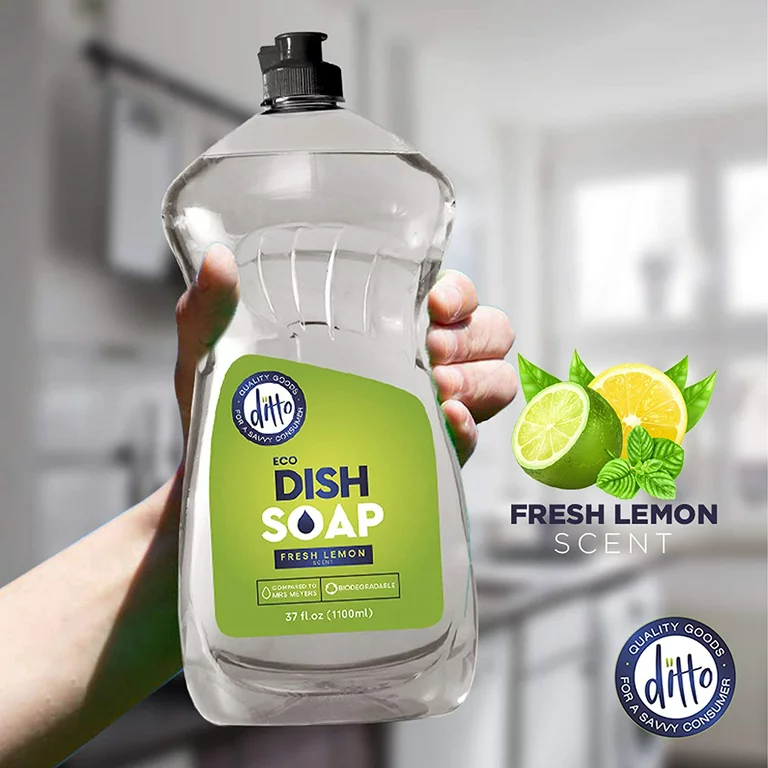 QUALITY GOODS
ditto
FOR A SAVVY CONSUMER
ECO
DISH
SOAP
FRESH LEMON
SCENT
COMPARED TO
MRS MEYERS
BIODEGRADABLE
37 fl.oz (1100ml)
FRESH LEMON
SCENT
QUALITY GOODS
ditto
FOR A SAVVY CONSUMER